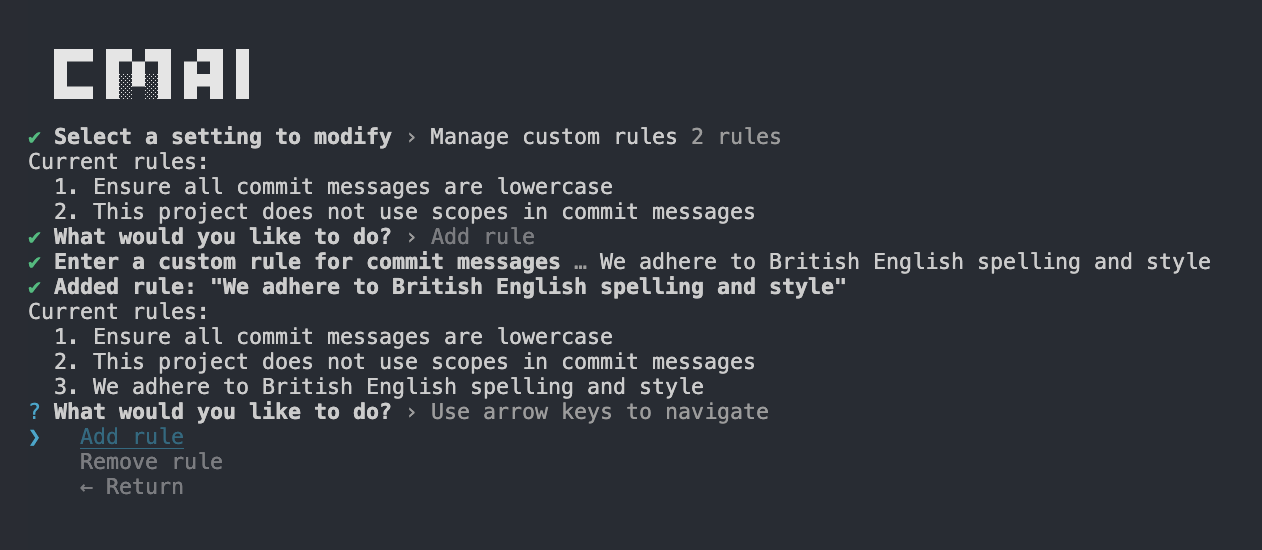 CMAI
✔ Select a setting to modify › Manage custom rules 2 rules
Current rules:
  1. Ensure all commit messages are lowercase
  2. This project does not use scopes in commit messages
✔ What would you like to do? › Add rule
✔ Enter a custom rule for commit messages … We adhere to British English spelling and style
✔ Added rule: "We adhere to British English spelling and style"
Current rules:
  1. Ensure all commit messages are lowercase
  2. This project does not use scopes in commit messages
  3. We adhere to British English spelling and style
? What would you like to do? › Use arrow keys to navigate
❯   Add rule
    Remove rule
    ← Return